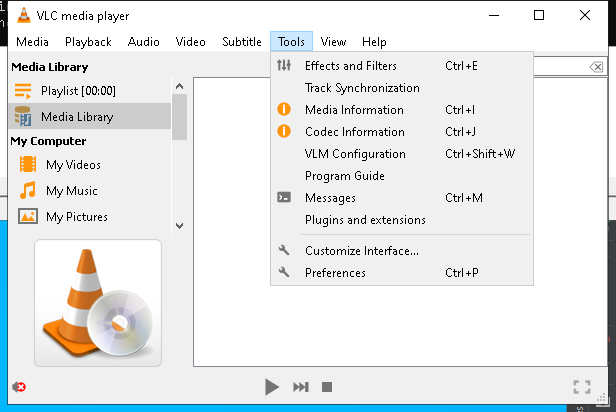 VLC media player
Media Playback Audio Video Subtitle Tools View Help
Media Library
Playlist [00:00]
Media Library
My Computer
My Videos
My Music
My Pictures
Effects and Filters Ctrl+E
Track Synchronization
Media Information Ctrl+I
Codec Information Ctrl+J
VLM Configuration Ctrl+Shift+W
Program Guide
Messages Ctrl+M
Plugins and extensions
Customize Interface...
Preferences Ctrl+P